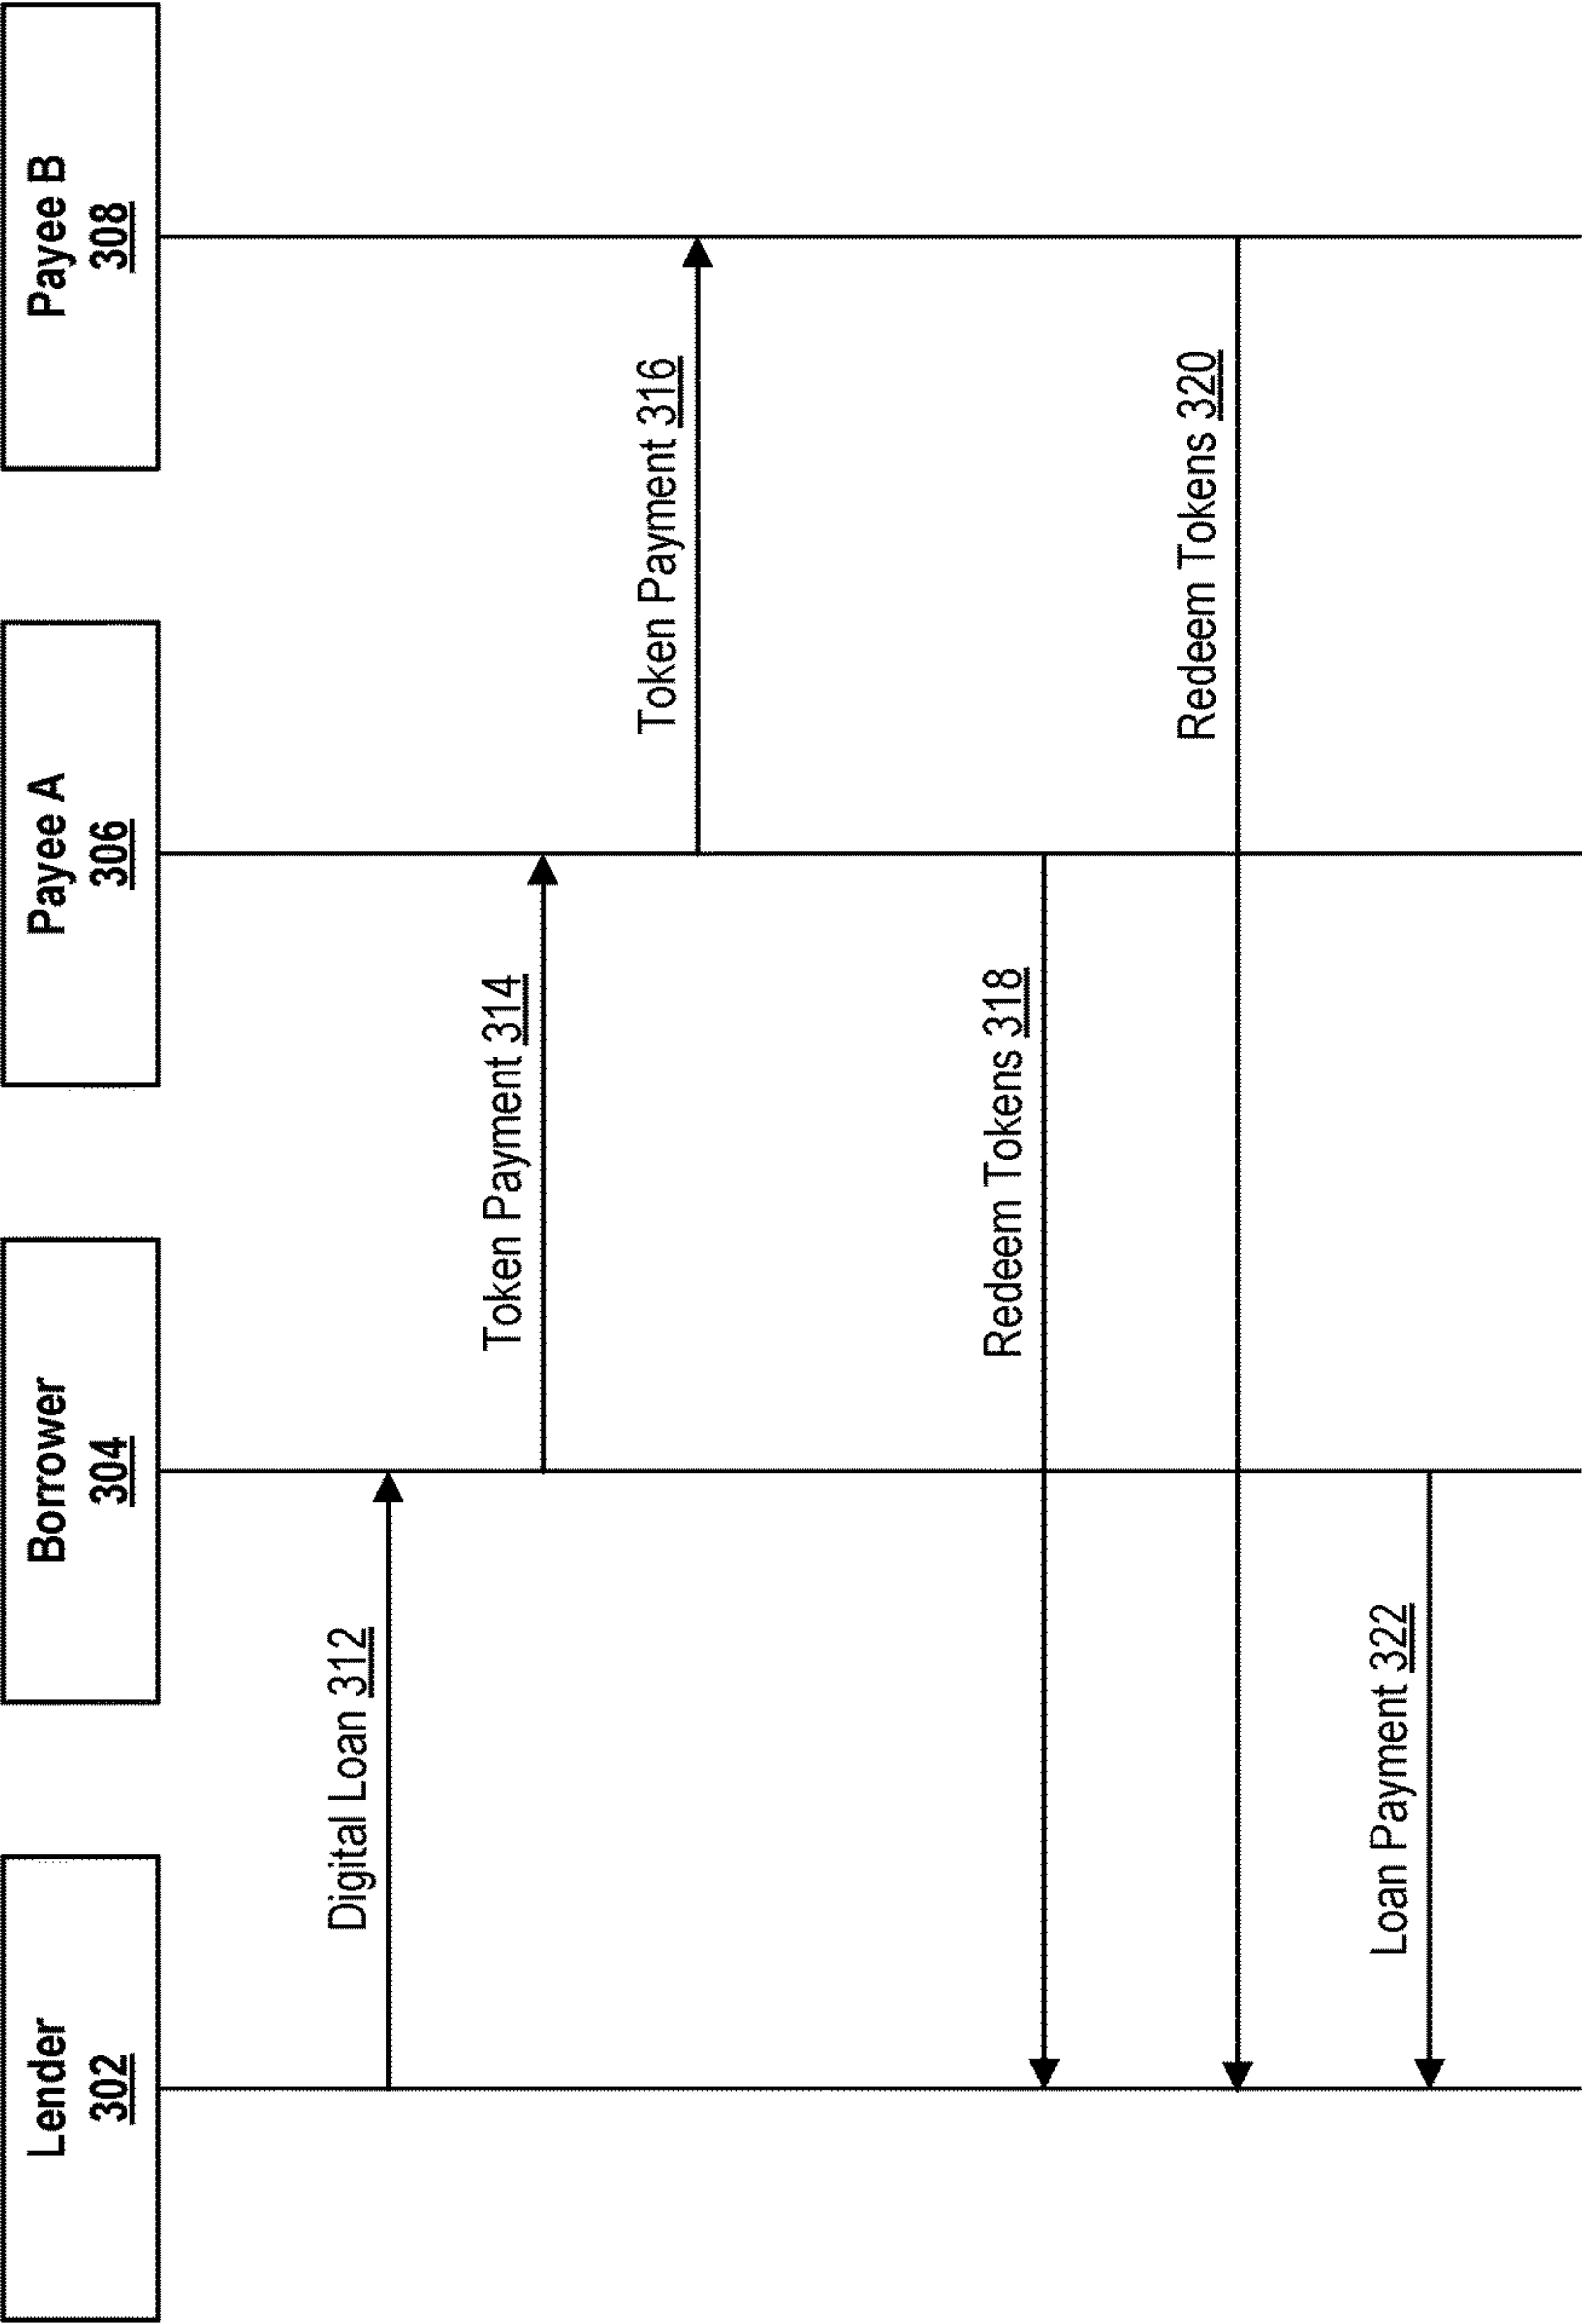 Lender
302
Borrower
304
Payee A
306
Payee B
308
Digital Loan 312
Token Payment 314
Token Payment 316
Redeem Tokens 318
Redeem Tokens 320
Loan Payment 322